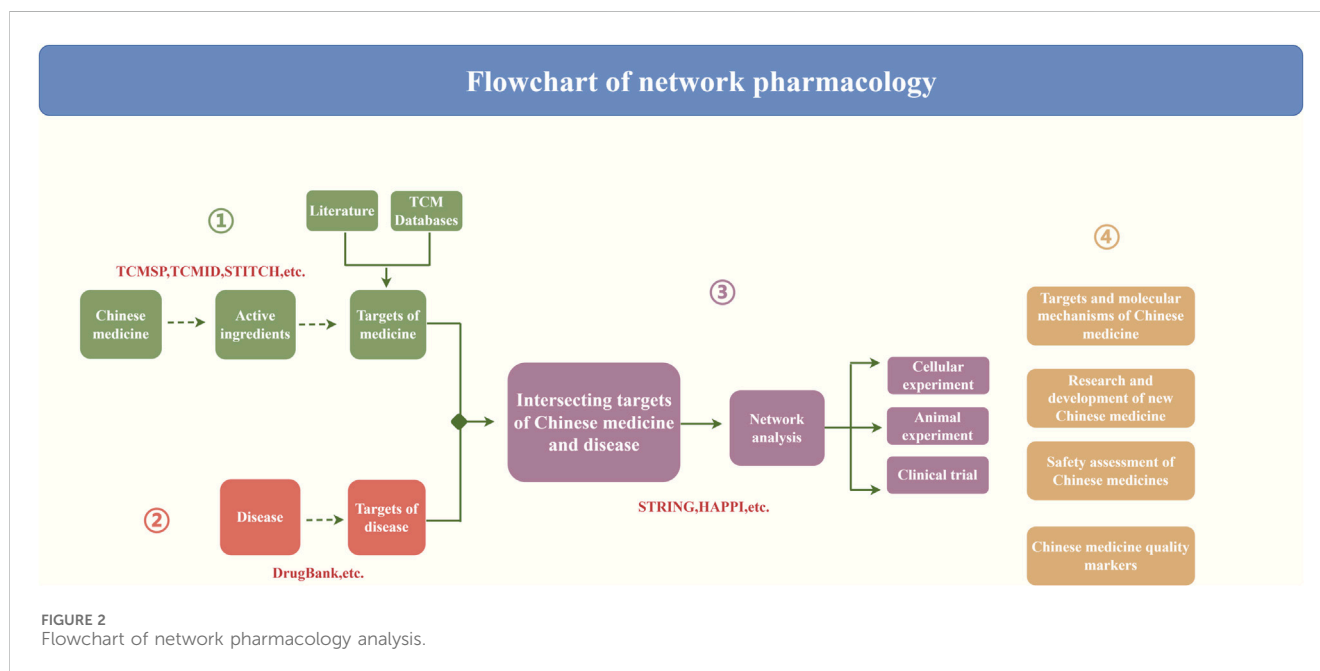 Flowchart of network pharmacology
①
Literature
TCM
Databases
TCMSP,TCMID,STITCH,etc.
Chinese
medicine
Active
ingredients
Targets of
medicine
②
Disease
Targets of
disease
DrugBank,etc.
③
Intersecting targets
of Chinese medicine
and disease
Network
analysis
STRING,HAPPI,etc.
Cellular
experiment
Animal
experiment
Clinical trial
④
Targets and molecular
mechanisms of Chinese
medicine
Research and
development of new
Chinese medicine
Safety assessment of
Chinese medicines
Chinese medicine quality
markers
FIGURE 2
Flowchart of network pharmacology analysis.